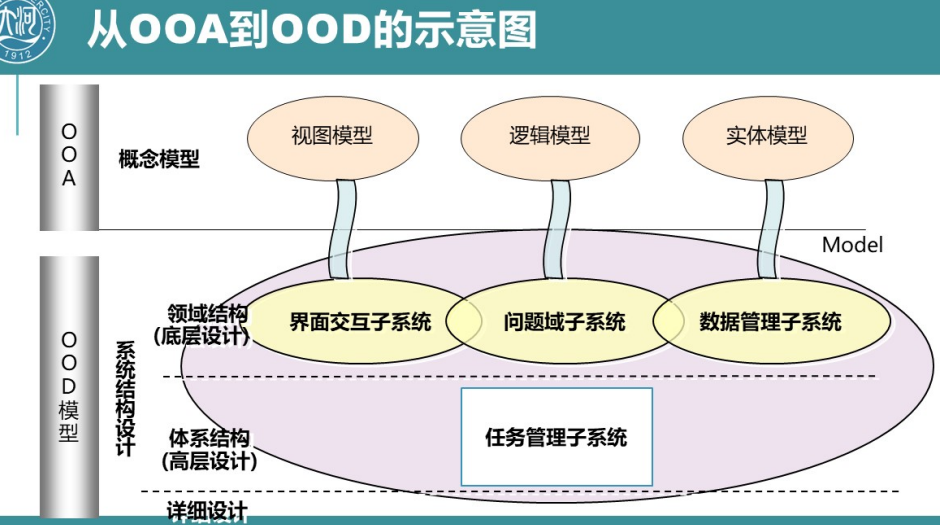 从OOA到OOD的示意图
1912
OOA
概念模型
视图模型
逻辑模型
实体模型
Model
OOD模型
系统结构设计
领域结构
(底层设计)
界面交互子系统
问题域子系统
数据管理子系统
体系结构
(高层设计)
任务管理子系统
详细设计